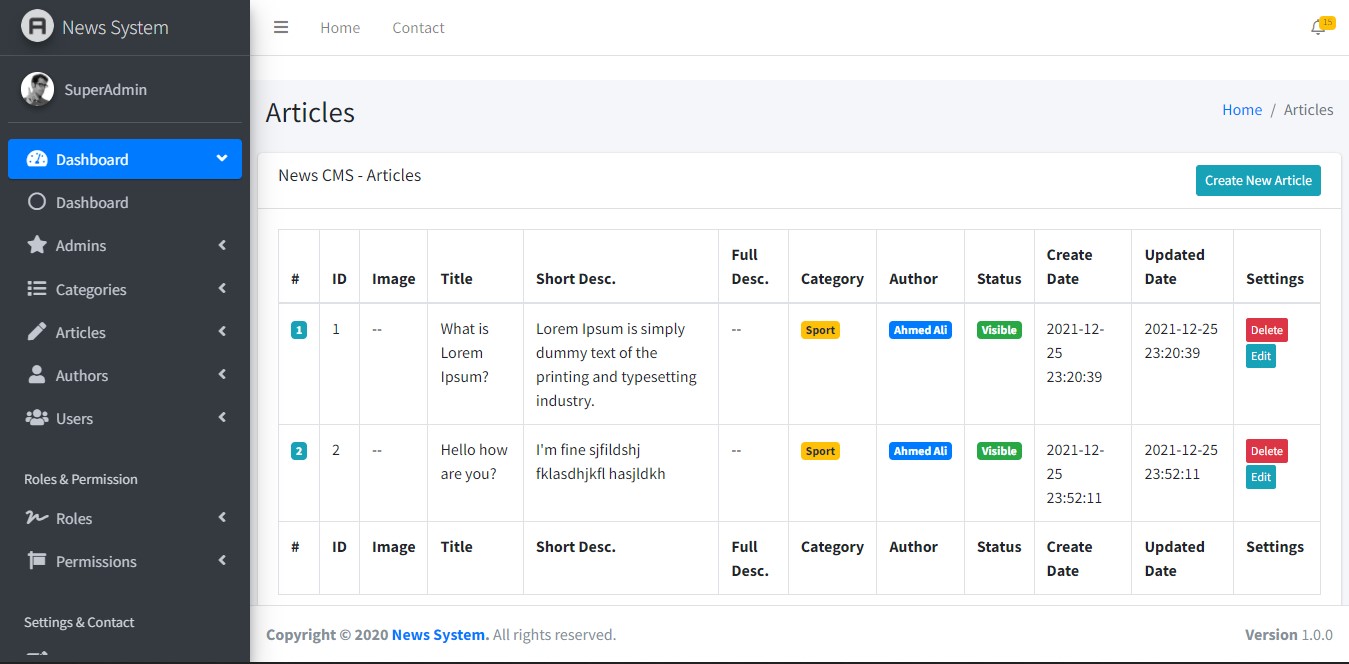 News System
Home
Contact
15
SuperAdmin
Dashboard
Dashboard
Admins
Categories
Articles
Authors
Users
Roles & Permission
Roles
Permissions
Settings & Contact
Articles
Home / Articles
News CMS - Articles
Create New Article
# ID Image Title Short Desc. Full Desc. Category Author Status Create Date Updated Date Settings
1 1 -- What is Lorem Ipsum? Lorem Ipsum is simply dummy text of the printing and typesetting industry. -- Sport Ahmed Ali Visible 2021-12-25 23:20:39 2021-12-25 23:20:39 Delete Edit
2 2 -- Hello how are you? I'm fine sjfildshj fklasdhjkfl hasjldkh -- Sport Ahmed Ali Visible 2021-12-25 23:52:11 2021-12-25 23:52:11 Delete Edit
# ID Image Title Short Desc. Full Desc. Category Author Status Create Date Updated Date Settings
Copyright © 2020 News System. All rights reserved.
Version 1.0.0